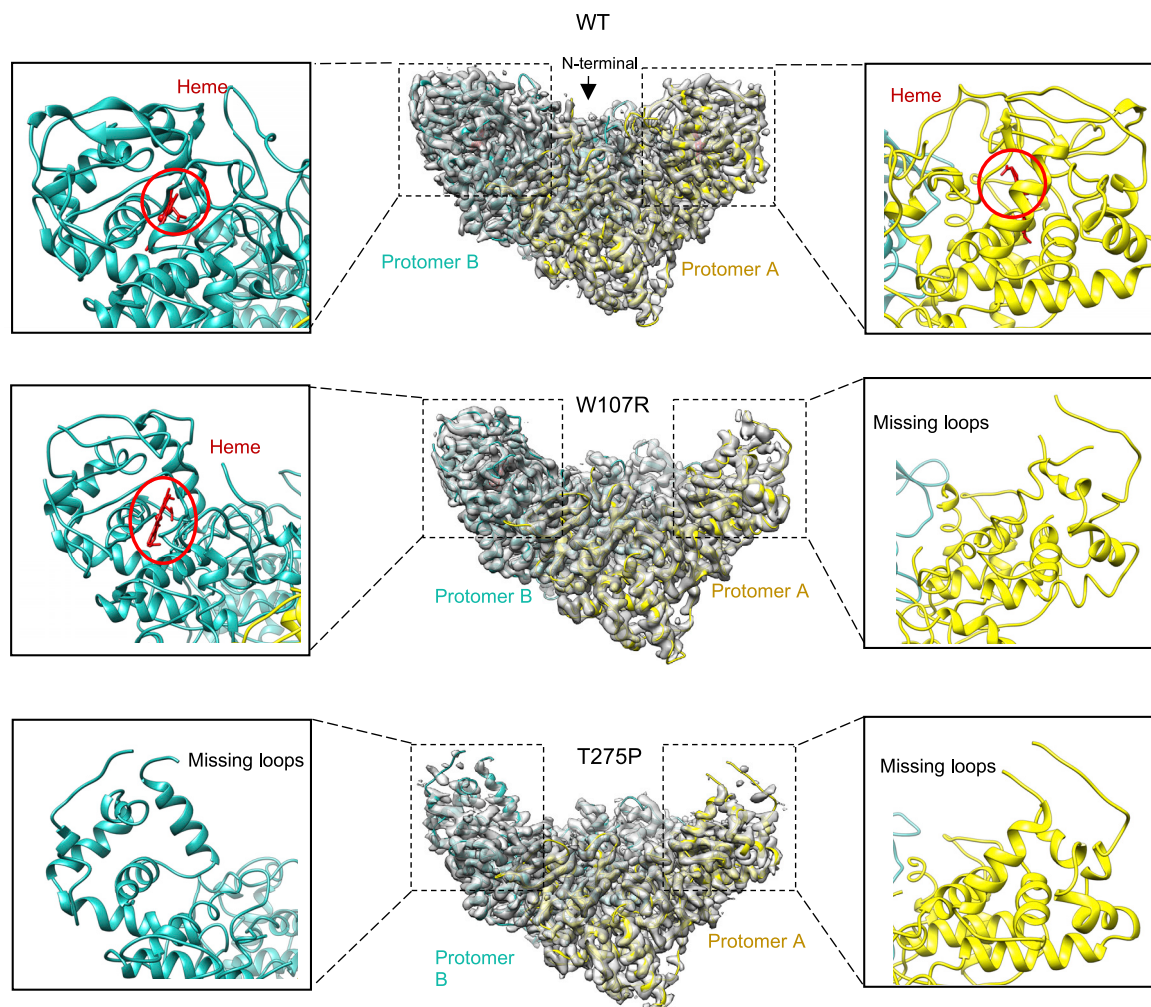 WT
N-terminal
Heme
Heme
Protomer B
Protomer A
W107R
Missing loops
Heme
Protomer B
Protomer A
T275P
Missing loops
Missing loops
Protomer A
Protomer
B